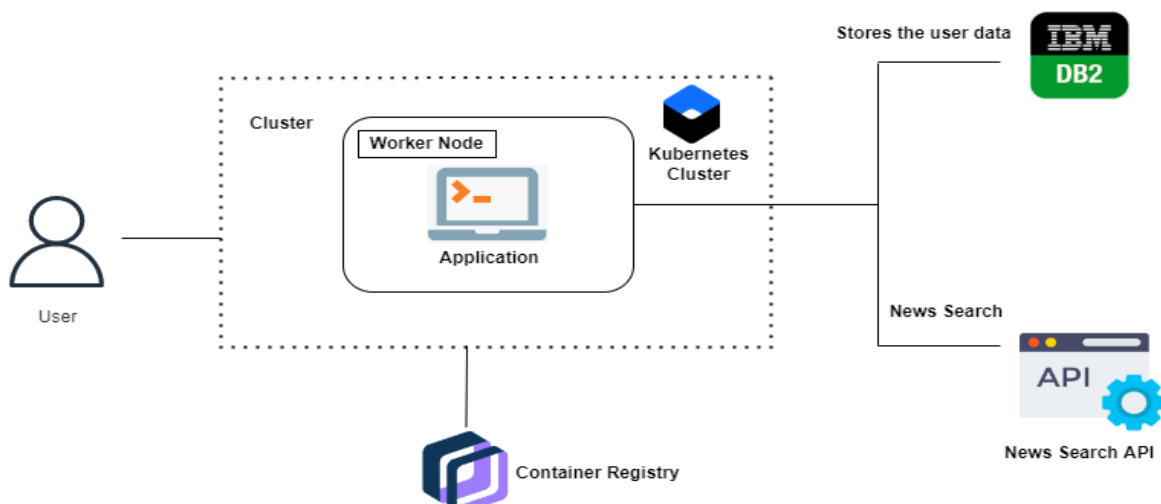 Stores the user data
IBM
DB2
Cluster
Worker Node
Kubernetes
Cluster
Application
User
News Search
API
News Search API
Container Registry